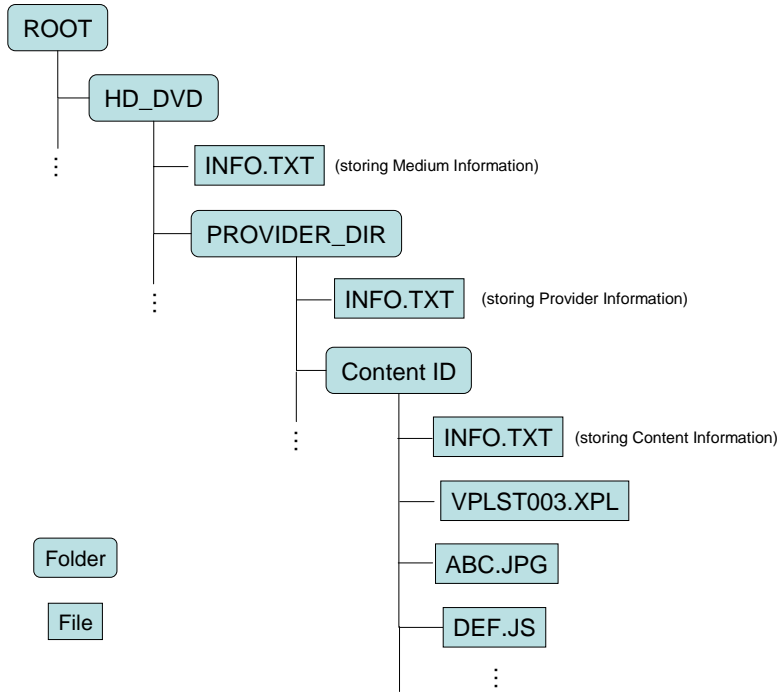 ROOT
HD_DVD
⋮
INFO.TXT (storing Medium Information)
PROVIDER_DIR
⋮
INFO.TXT (storing Provider Information)
Content ID
⋮
INFO.TXT (storing Content Information)
VPLST003.XPL
Folder
ABC.JPG
File
DEF.JS
⋮